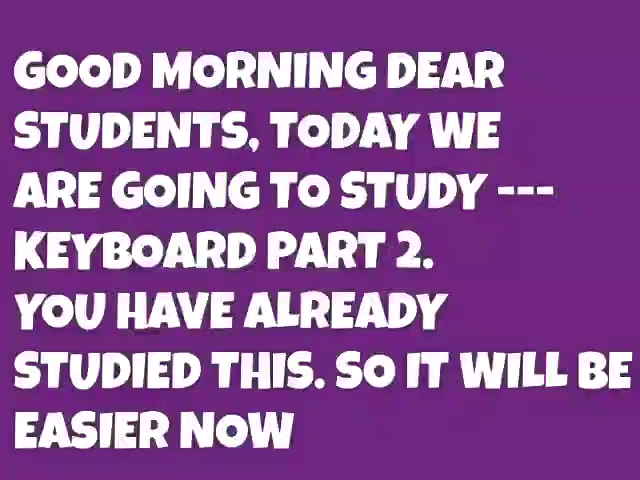 GOOD MORNING DEAR
STUDENTS, TODAY WE
ARE GOING TO STUDY ---
KEYBOARD PART 2.
YOU HAVE ALREADY
STUDIED THIS. SO IT WILL BE
EASIER NOW